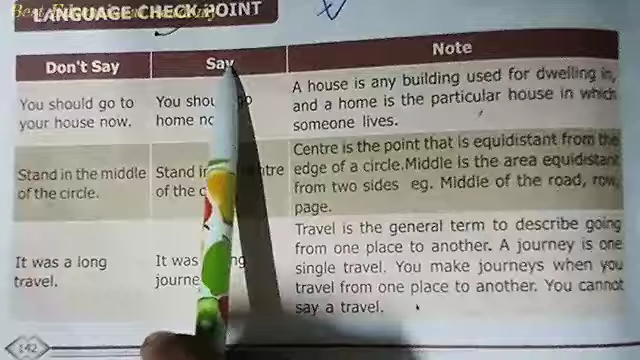 LANGUAGE CHECK POINT
Don't Say
Say
Note
You should go to
your house now.
You
home
A house is any building used for dwelling in,
and a home is the particular house in which
someone lives.
Stand in the middle
of the circle.
Stand
of the
Centre is the point that is equidistant from the
edge of a circle.Middle is the area equidistant
from two sides eg. Middle of the road, row,
page.
It was a long
travel.
It was
Travel is the general term to describe going
from one place to another. A journey is one
single travel. You make journeys when you
travel from one place to another. You cannot
say a travel.
142